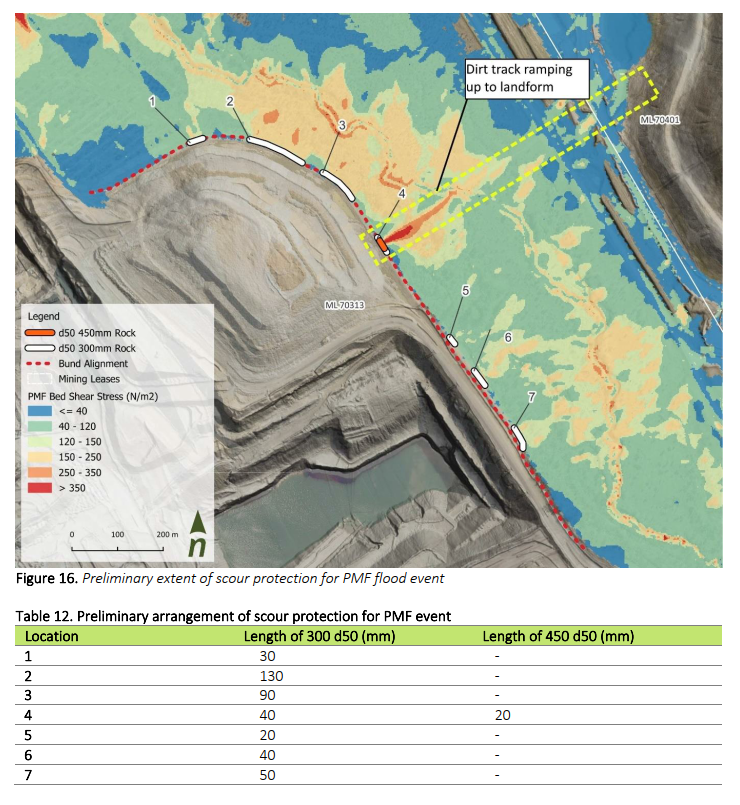 Dirt track ramping
up to landform
1
2
3
ML 70401
4
ML 70313
5
6
7
Legend
d50 450mm Rock
d50 300mm Rock
Bund Alignment
Mining Leases
PMF Bed Shear Stress (N/m2)
<= 40
40 - 120
120 - 150
150 - 250
250 - 350
> 350
0 100 200 m
n
Figure 16. Preliminary extent of scour protection for PMF flood event
Table 12. Preliminary arrangement of scour protection for PMF event
Location Length of 300 d50 (mm) Length of 450 d50 (mm)
1 30 -
2 130 -
3 90 -
4 40 20
5 20 -
6 40 -
7 50 -